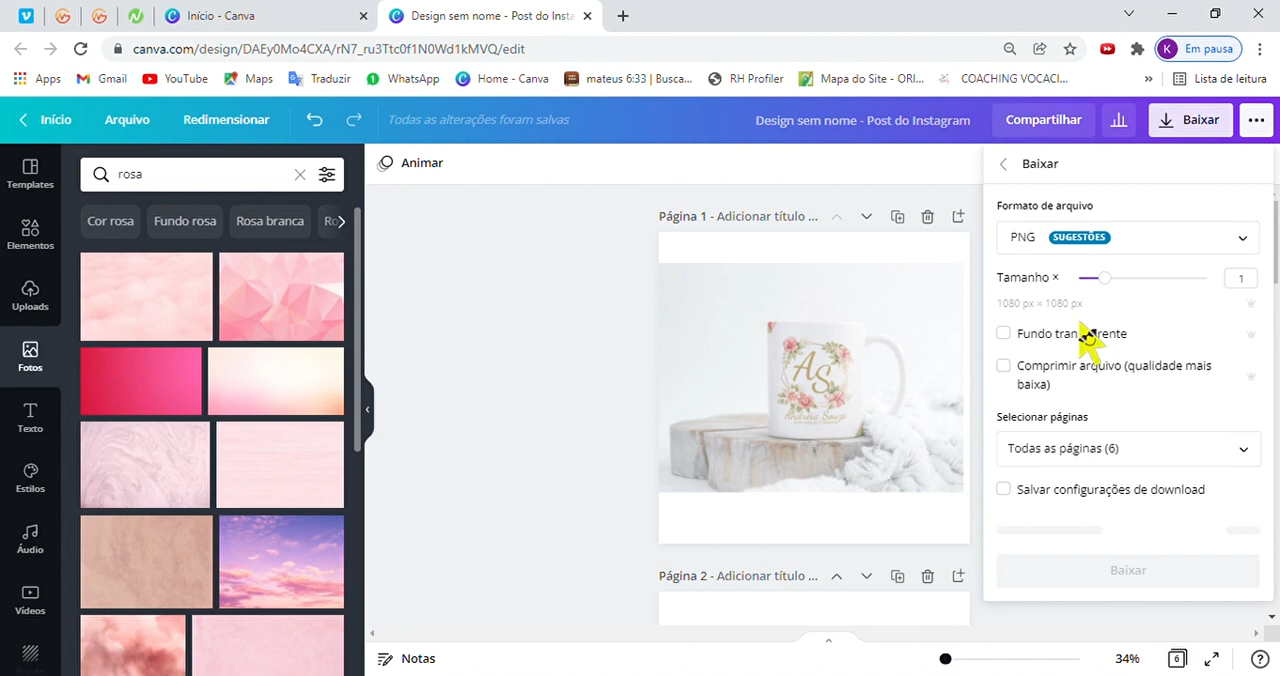 Início - Canva
Design sem nome - Post do Insta
canva.com/design/DAEy0Mo4CXA/rN7_ru3Ttc0f1N0Wd1kMVQ/edit
K Em pausa
Apps
Gmail
YouTube
Maps
Traduzir
WhatsApp
Home - Canva
mateus 6:33 | Busca...
RH Profiler
Mapa do Site - ORI...
COACHING VOCACI...
»
Lista de leitura
Início
Arquivo
Redimensionar
Todas as alterações foram salvas
Design sem nome - Post do Instagram
Compartilhar
Baixar
Templates
Elementos
Uploads
Fotos
Texto
Estilos
Áudio
Vídeos
rosa
Cor rosa
Fundo rosa
Rosa branca
Ro
Animar
Página 1 - Adicionar título ...
AS
Andreia Souza
Página 2 - Adicionar título ...
Baixar
Formato de arquivo
PNG SUGESTÕES
Tamanho × 1
1080 px × 1080 px
Fundo transparente
Comprimir arquivo (qualidade mais
baixa)
Selecionar páginas
Todas as páginas (6)
Salvar configurações de download
Baixar
Notas
34%
6
?